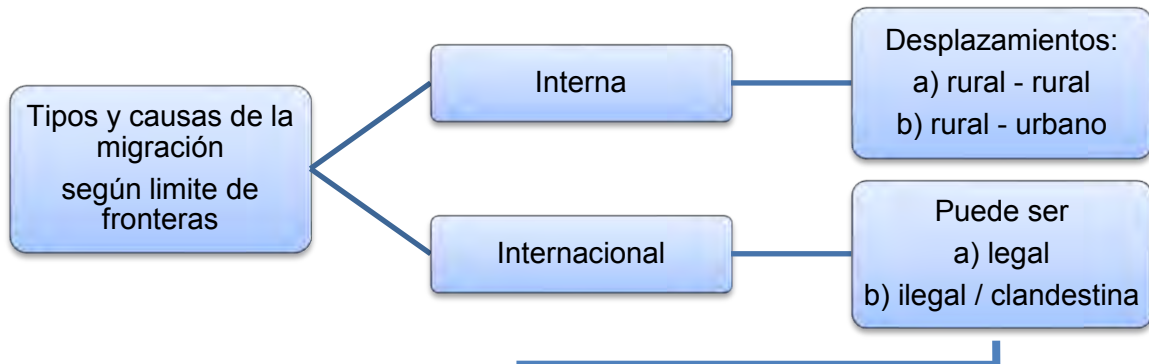 Tipos y causas de la
migración
según limite de
fronteras
Interna
Desplazamientos:
a) rural - rural
b) rural - urbano
Internacional
Puede ser
a) legal
b) ilegal / clandestina